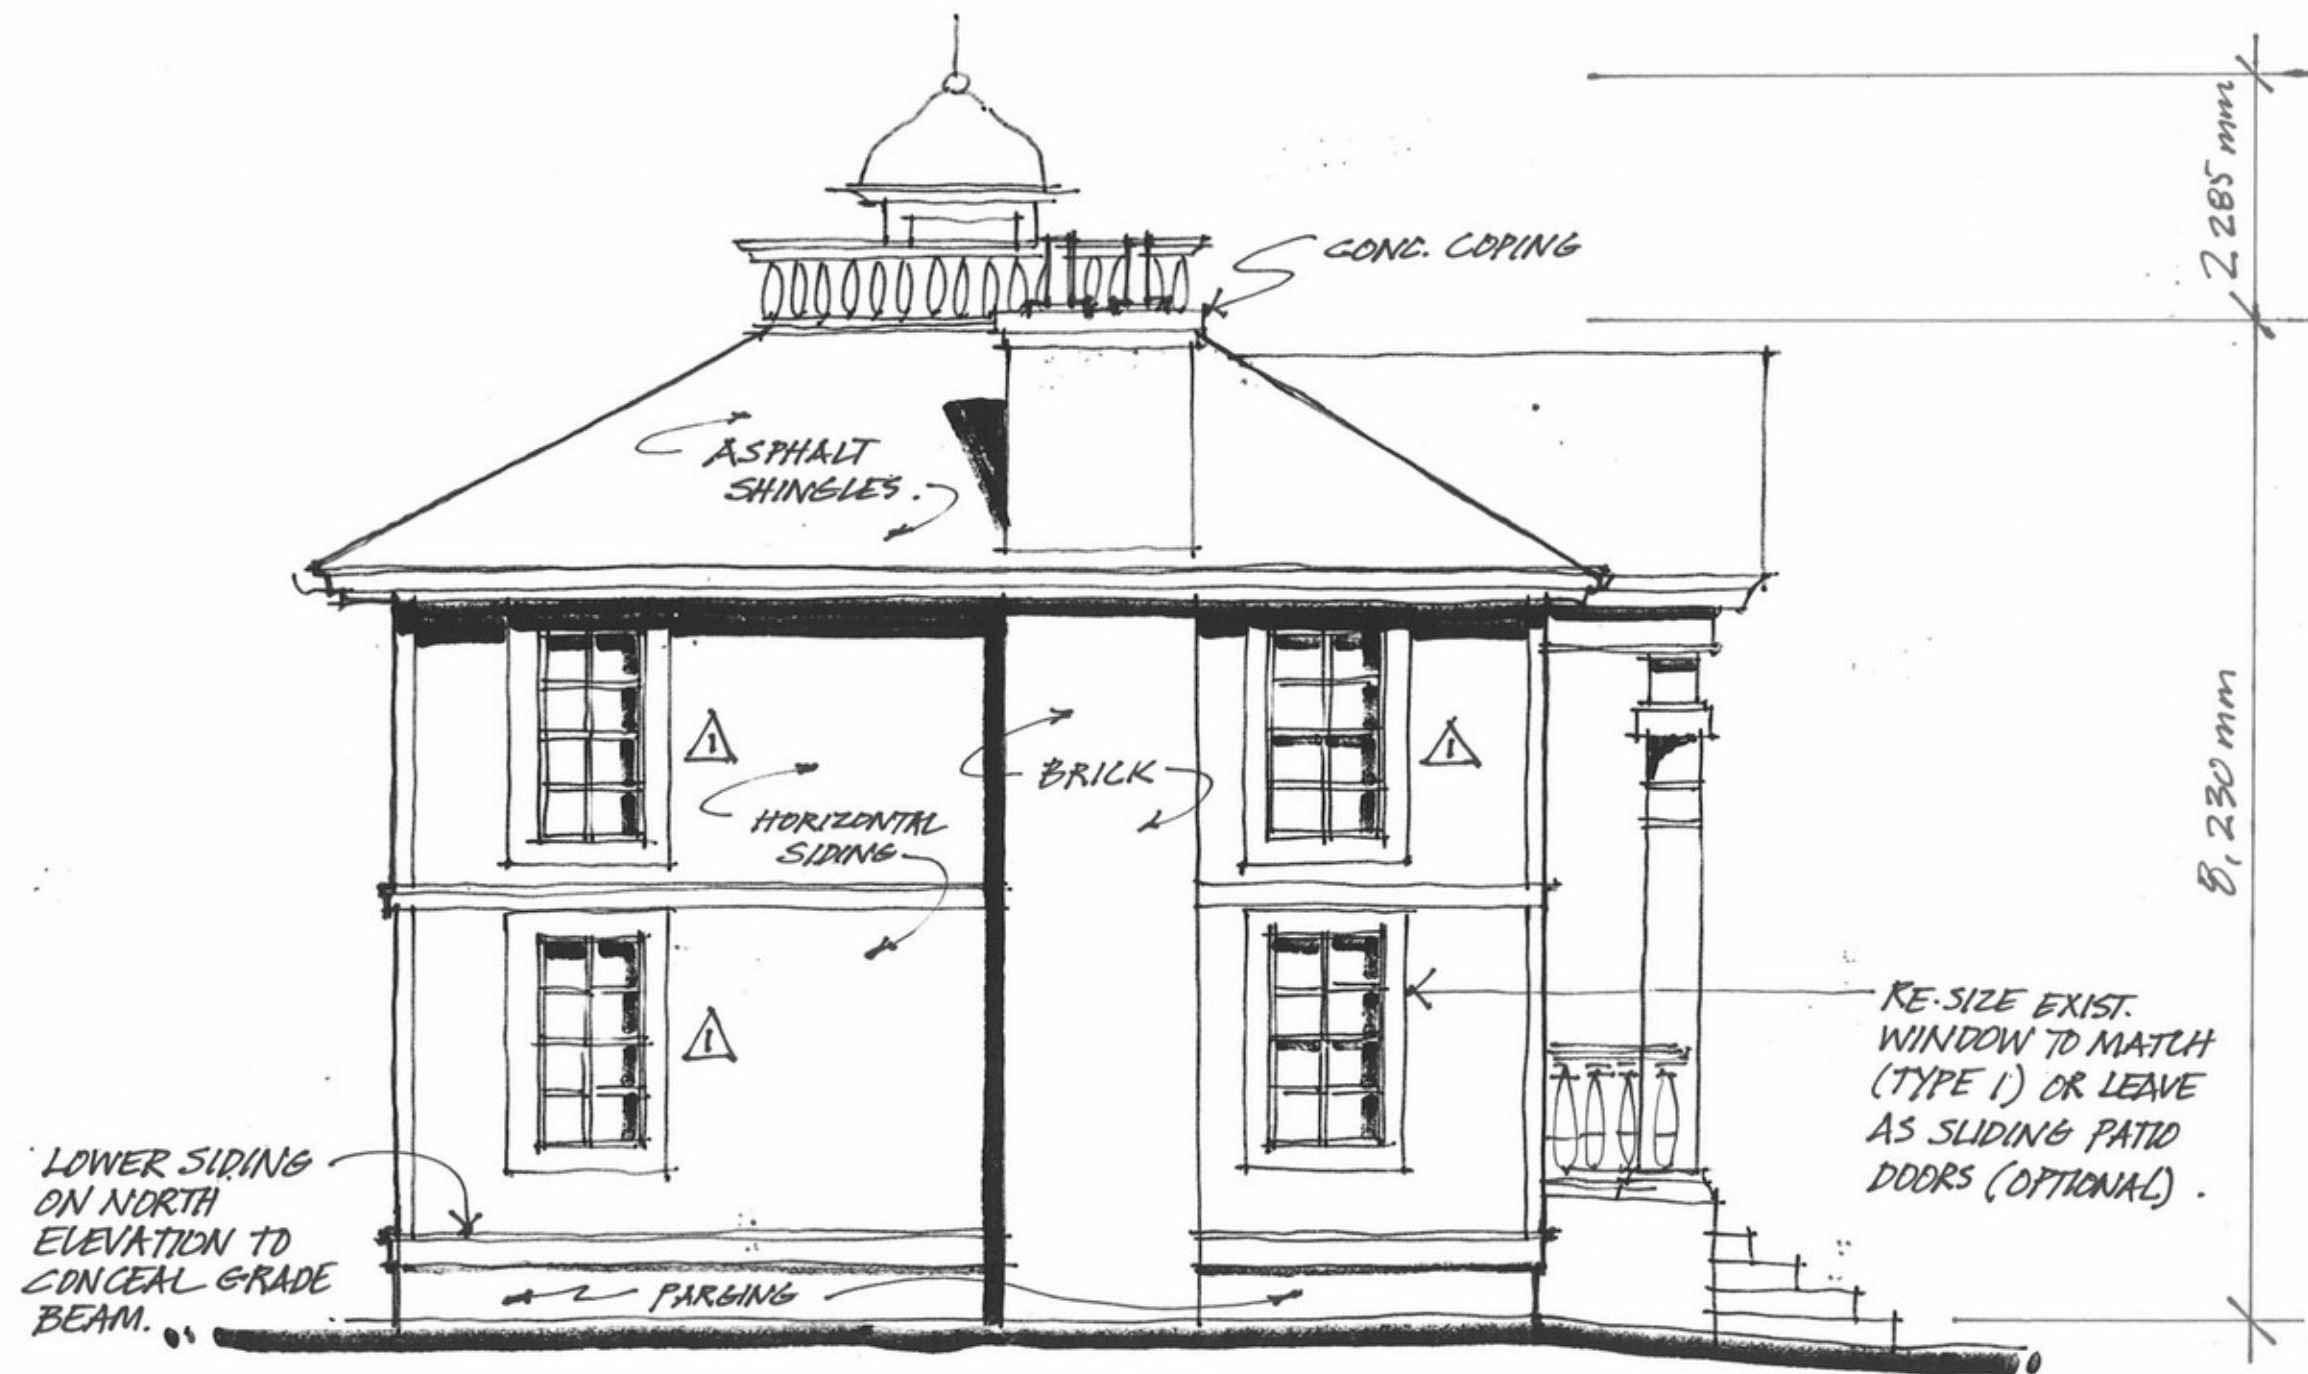 CONC. COPING
2 285 mm
ASPHALT
SHINGLES.
1
1
BRICK
HORIZONTAL
SIDING
8,230 mm
1
RE-SIZE EXIST.
WINDOW TO MATCH
(TYPE 1) OR LEAVE
AS SLIDING PATIO
DOORS (OPTIONAL).
LOWER SIDING
ON NORTH
ELEVATION TO
CONCEAL GRADE
BEAM.
PARGING